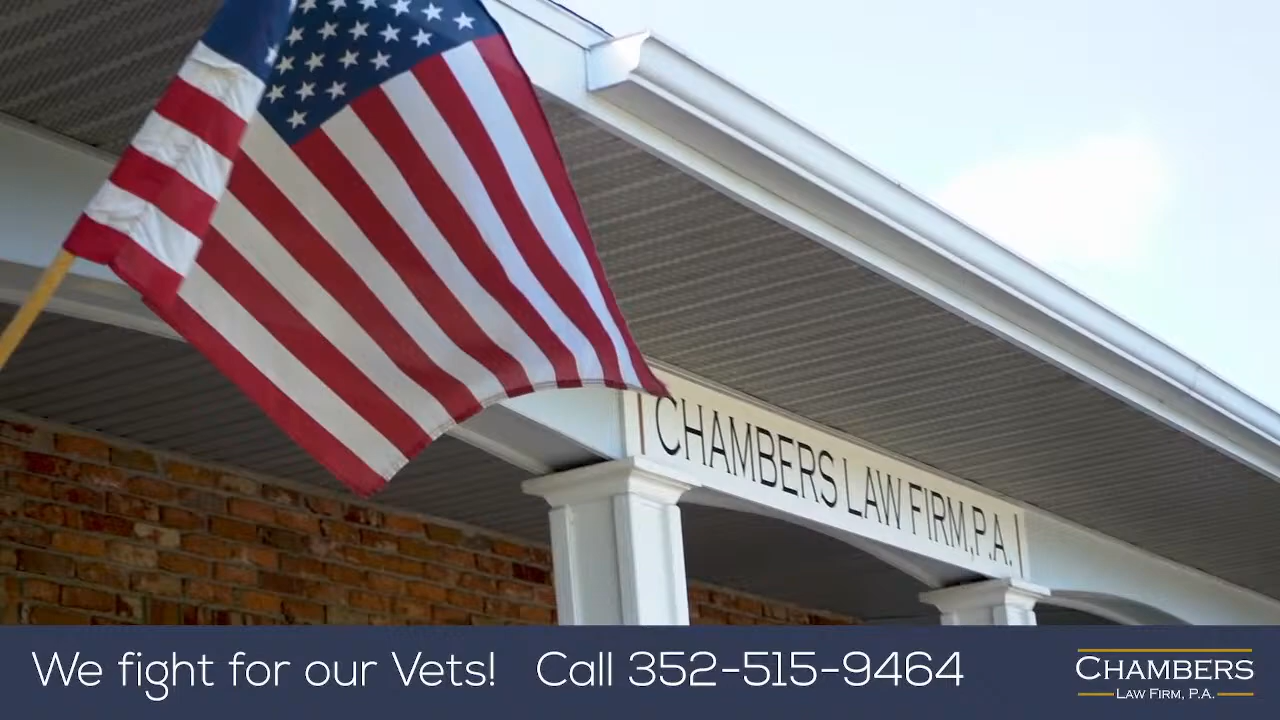 CHAMBERS LAW FIRM, P.A.
We fight for our Vets! Call 352-515-9464
CHAMBERS
LAW FIRM, P.A.